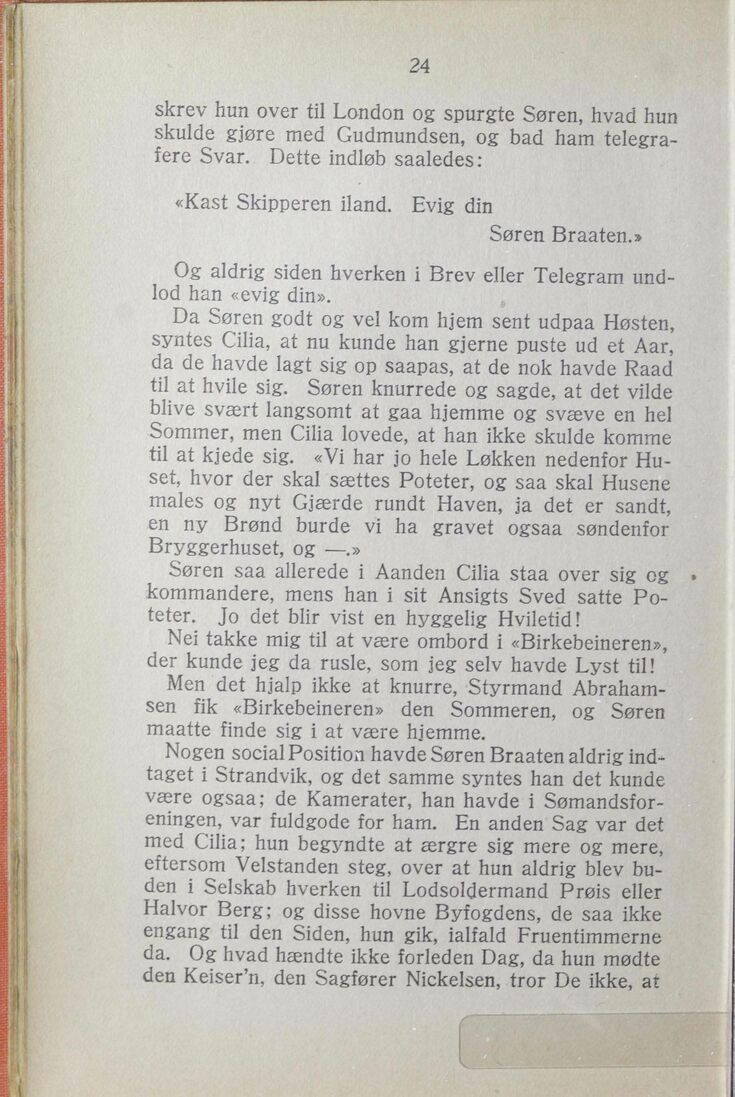 24
skrev hun over til London og spurgte Søren, hvad hun
skulde gjøre med Gudmundsen, og bad ham telegra-
fere Svar. Dette indløb saaledes:
«Kast Skipperen iland. Evig din
Søren Braaten.»
Og aldrig siden hverken i Brev eller Telegram und-
lod han «evig din».
Da Søren godt og vel kom hjem sent udpaa Høsten,
syntes Cilia, at nu kunde han gjerne puste ud et Aar,
da de havde lagt sig op saapas, at de nok havde Raad
til at hvile sig. Søren knurrede og sagde, at det vilde
blive svært langsomt at gaa hjemme og svæve en hel
Sommer, men Cilia lovede, at han ikke skulde komme
til at kjede sig. «Vi har jo hele Løkken nedenfor Hu-
set, hvor der skal sættes Poteter, og saa skal Husene
males og nyt Gjærde rundt Haven, ja det er sandt,
en ny Brønd burde vi ha gravet ogsaa søndenfor
Bryggerhuset, og —.»
Søren saa allerede i Aanden Cilia staa over sig og
kommandere, mens han i sit Ansigts Sved satte Po-
teter. Jo det blir vist en hyggelig Hviletid!
Nei takke mig til at være ombord i «Birkebeineren»,
der kunde jeg da rusle, som jeg selv havde Lyst til!
Men det hjalp ikke at knurre, Styrmand Abraham-
sen fik «Birkebeineren» den Sommeren, og Søren
maatte finde sig i at være hjemme.
Nogen social Position havde Søren Braaten aldrig ind-
taget i Strandvik, og det samme syntes han det kunde
være ogsaa; de Kamerater, han havde i Sømandsfor-
eningen, var fuldgode for ham. En anden Sag var det
med Cilia; hun begyndte at ærgre sig mere og mere,
eftersom Velstanden steg, over at hun aldrig blev bu-
den i Selskab hverken til Lodsoldermand Prøis eller
Halvor Berg; og disse hovne Byfogdens, de saa ikke
engang til den Siden, hun gik, ialfald Fruentimmerne
da. Og hvad hændte ikke forleden Dag, da hun mødte
den Keiser'n, den Sagfører Nickelsen, tror De ikke, at